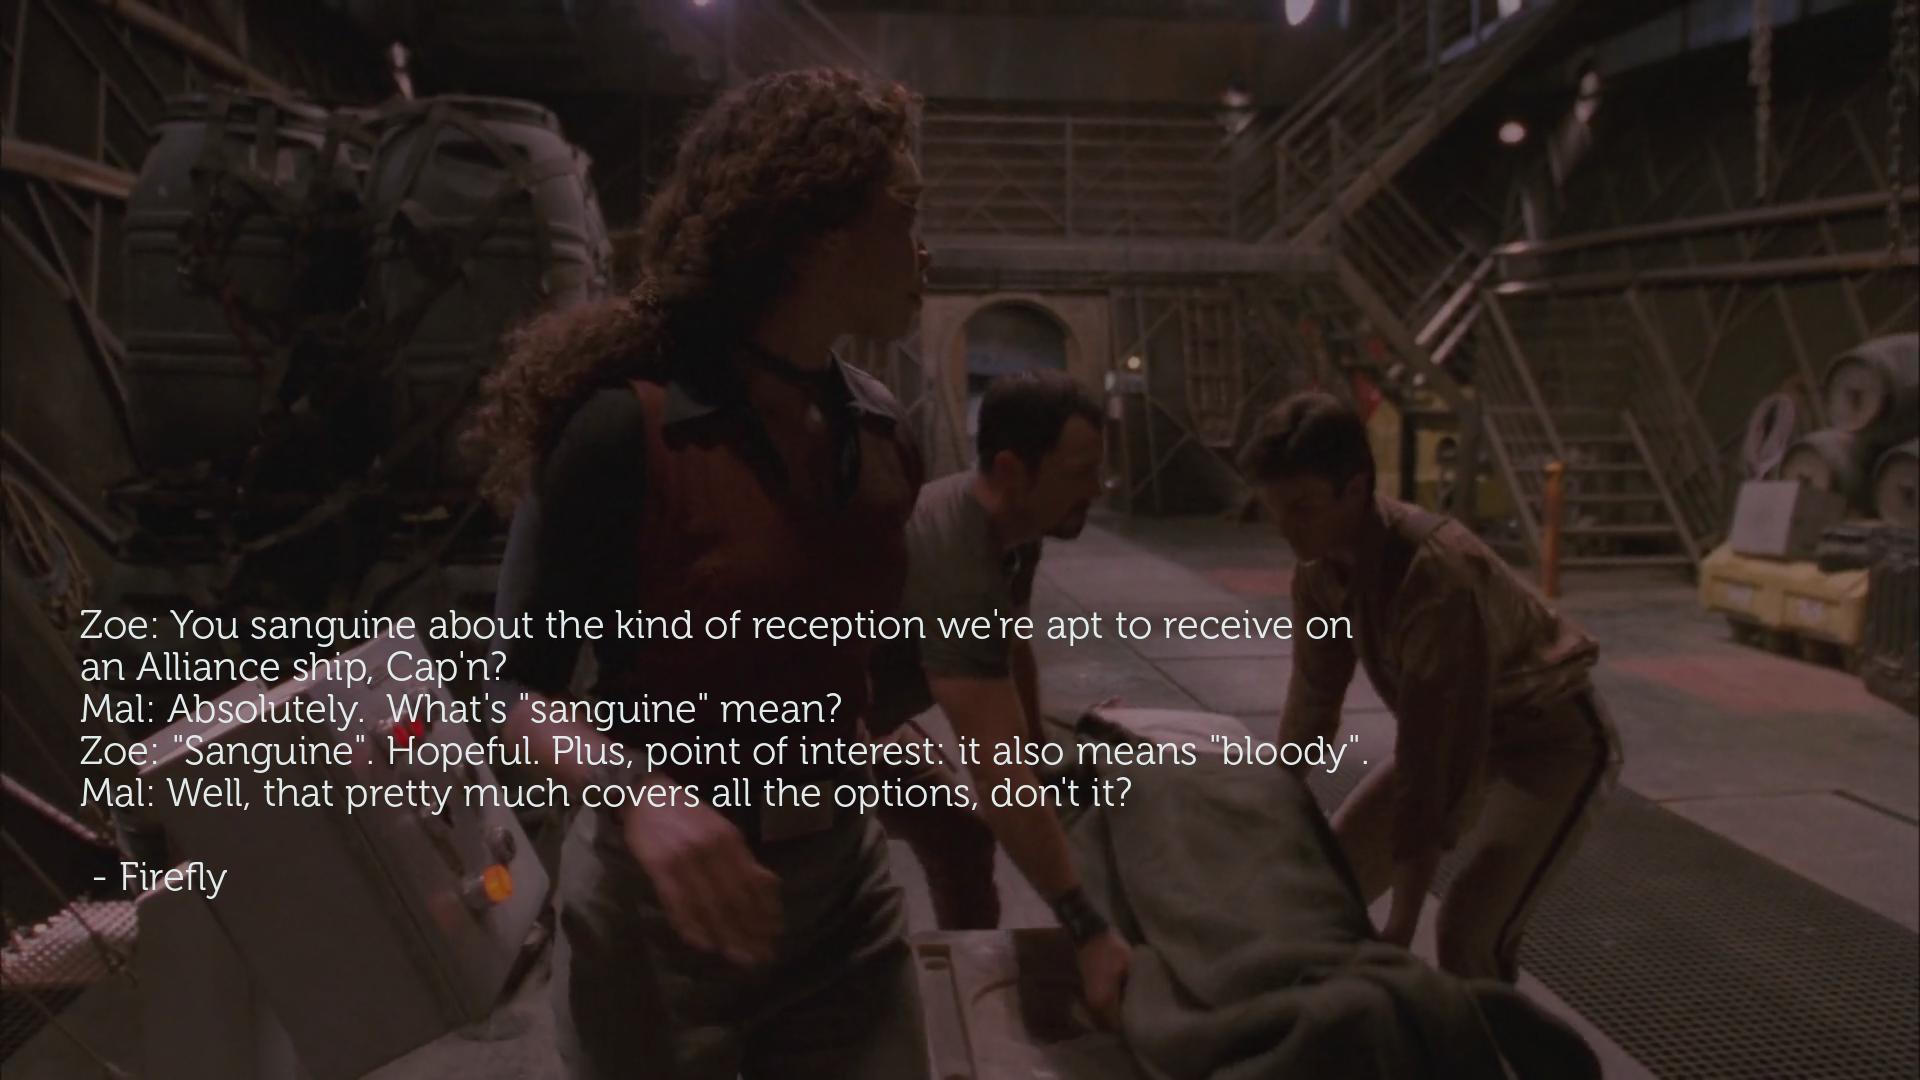 Zoe: You sanguine about the kind of reception we're apt to receive on
an Alliance ship, Cap'n?
Mal: Absolutely.  What's "sanguine" mean?
Zoe: "Sanguine". Hopeful. Plus, point of interest: it also means "bloody".
Mal: Well, that pretty much covers all the options, don't it?
- Firefly